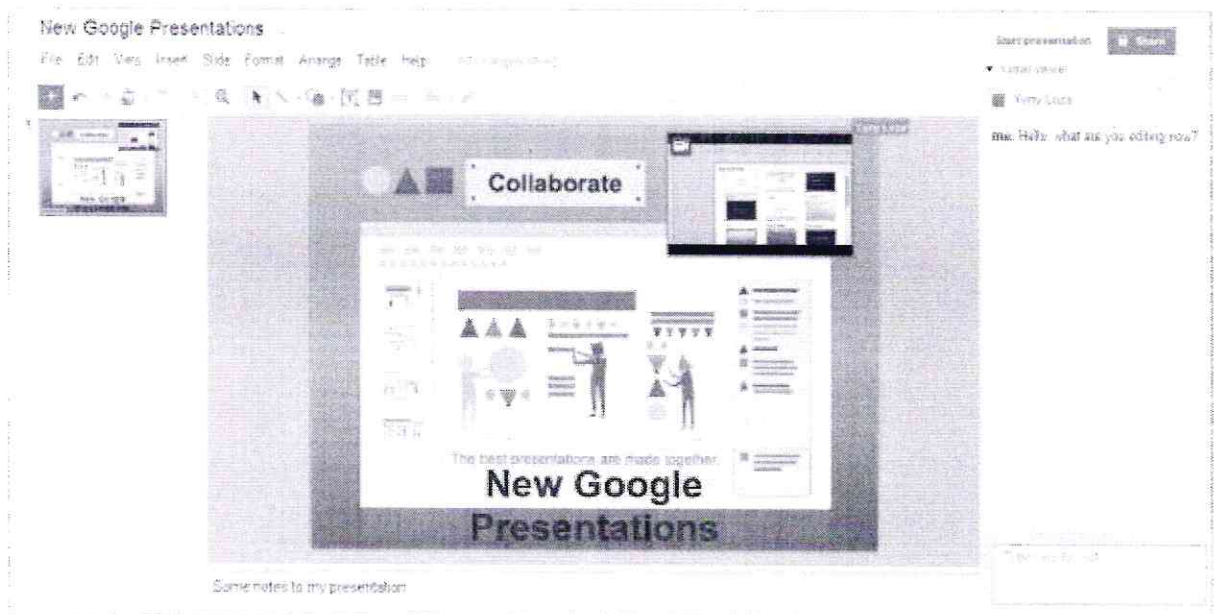 New Google Presentations
Start presentation
Share
File Edit View Insert Slide Format Arrange Table Help
me: Hello, what are you editing now?
Collaborate
The best presentations are made together.
New Google
Presentations
Some notes to my presentation